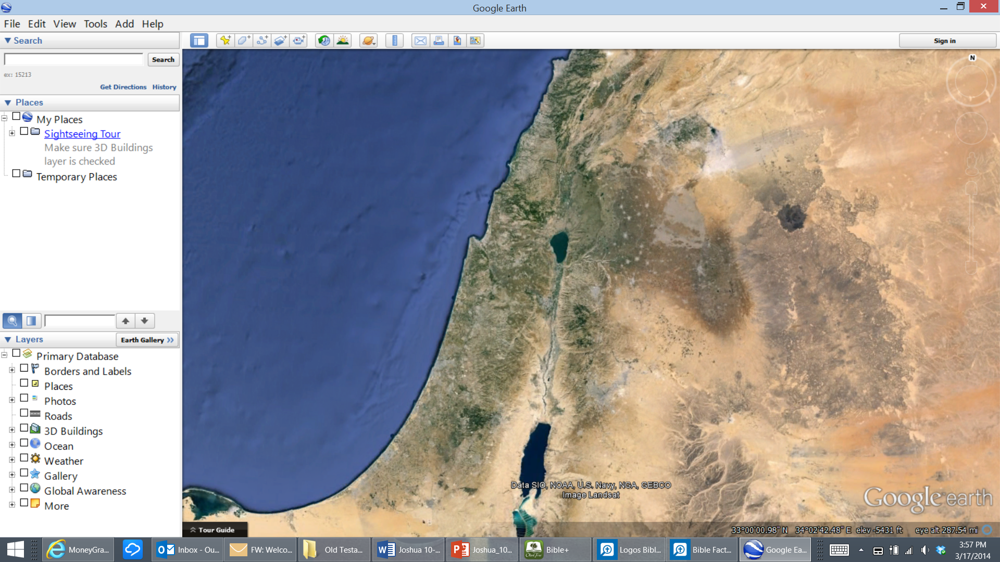 Google Earth
File Edit View Tools Add Help
Search
Sign in
N
Search
ex: 15213
Get Directions History
Places
My Places
Sightseeing Tour
Make sure 3D Buildings
layer is checked
Temporary Places
Layers
Earth Gallery >>
Primary Database
Borders and Labels
Places
Photos
Roads
3D Buildings
Ocean
Weather
Gallery
Global Awareness
More
Data SIO, NOAA, U.S. Navy, NGA, GEBCO
Image Landsat
Google earth
Tour Guide
33°00'00.98" N 34°02'42.48" E elev -5431 ft eye alt 287.54 mi
MoneyGra...
Inbox - Ou...
FW: Welco...
Old Testa...
Joshua 10-...
Joshua_10...
Bible+
Logos Bibl...
Bible Fact...
Google Ea...
3:57 PM
3/17/2014